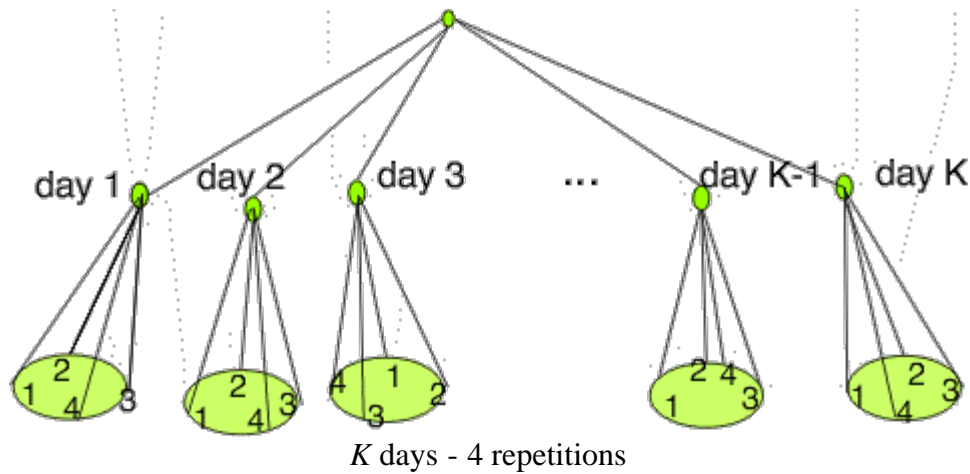 day 1 day 2 day 3 ... day K-1 day K
1 2 4 3 1 2 4 3 4 1 3 2 1 2 4 3 1 2 4 3
K days - 4 repetitions